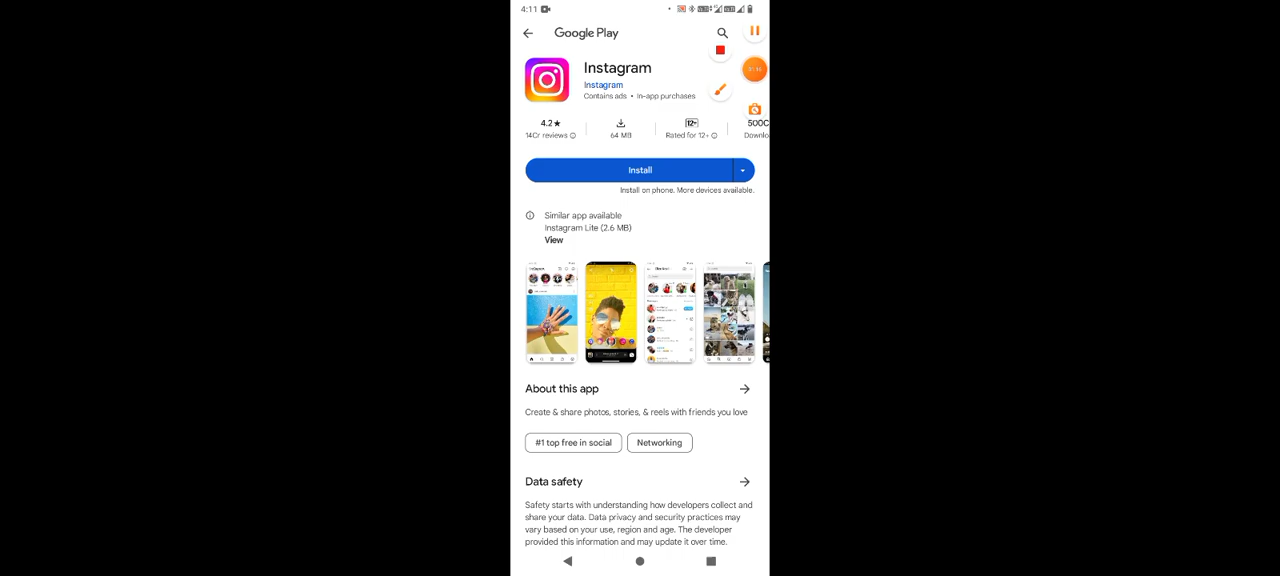 4:11
Google Play
Instagram
Instagram
Contains ads • In-app purchases
4.2★
14Cr reviews
64 MB
12+
Rated for 12+
500C
Downlo
Install
Install on phone. More devices available.
Similar app available
Instagram Lite (2.6 MB)
View
About this app
Create & share photos, stories, & reels with friends you love
#1 top free in social
Networking
Data safety
Safety starts with understanding how developers collect and
share your data. Data privacy and security practices may
vary based on your use, region and age. The developer
provided this information and may update it over time.